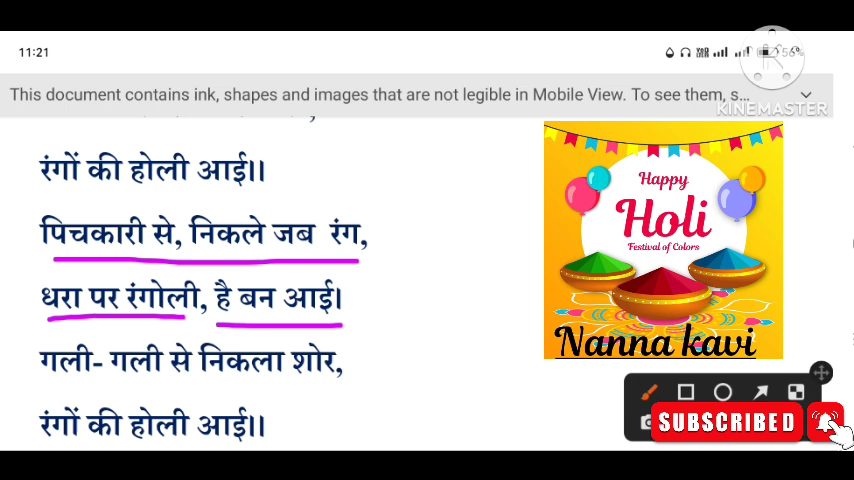 11:21
56%
This document contains ink, shapes and images that are not legible in Mobile View. To see them, s...
KINEMASTER
रंगों की होली आई।।
पिचकारी से, निकले जब रंग,
धरा पर रंगोली, है बन आई।
गली- गली से निकला शोर,
रंगों की होली आई।।
Happy
Holi
Festival of Colors
Nanna kavi
SUBSCRIBED